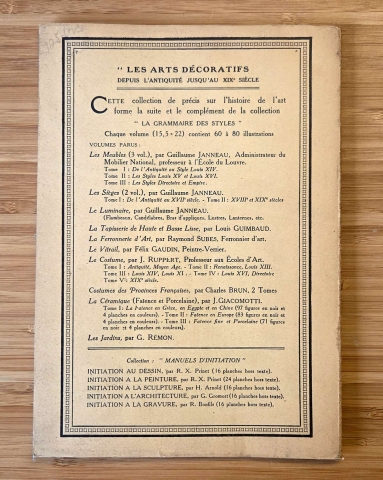 " LES ARTS DÉCORATIFS
DEPUIS L'ANTIQUITÉ JUSQU'AU XIXe SIÈCLE
CETTE collection de précis sur l'histoire de l'art
forme la suite et le complément de la collection
" LA GRAMMAIRE DES STYLES "
Chaque volume (15,5 × 22) contient 60 à 80 illustrations
VOLUMES PARUS :
Les Meubles (3 vol.), par Guillaume JANNEAU, Administrateur du
Mobilier National, professeur à l'École du Louvre.
Tome I : De l'Antiquité au Style Louis XIV.
Tome II : Les Styles Louis XV et Louis XVI.
Tome III : Les Styles Directoire et Empire.
Les Sièges (2 vol.), par Guillaume JANNEAU.
Tome I : De l'Antiquité au XVIIe siècle. - Tome II : XVIIIe et XIXe siècles
Le Luminaire, par Guillaume JANNEAU.
(Flambeaux, Candélabres, Bras d'appliques, Lustres, Lanternes, etc.
La Tapisserie de Haute et Basse Lisse, par Louis GUIMBAUD.
La Ferronnerie d'Art, par Raymond SUBES, Ferronnier d'art.
Le Vitrail, par Félix GAUDIN, Peintre-Verrier.
Le Costume, par J. RUPPERT, Professeur aux Écoles d'Art.
Tome I : Antiquité, Moyen Age. - Tome II : Renaissance, Louis XIII.
Tome III : Louis XIV, Louis XV. - Tome IV : Louis XVI, Directoire
Tome V : XIXe siècle.
Costumes des Provinces Françaises, par Charles BRUN, 2 Tomes
La Céramique (Faïence et Porcelaine), par J. GIACOMOTTI.
Tome I : La Faïence en Grèce, en Égypte et en Chine (97 figures en noir et
4 planches en couleurs). - Tome II : Faïence en Europe (83 figures en noir et
4 planches en couleurs). - Tome III : Faïence fine et Porcelaine (71 figures
en noir et 4 planches en couleurs).
Les Jardins, par G. REMON.
Collection : " MANUELS D'INITIATION "
INITIATION AU DESSIN, par R. X. Prinet (16 planches hors texte).
INITIATION A LA PEINTURE, par R. X. Prinet (24 planches hors texte).
INITIATION A LA SCULPTURE, par H. Arnold (16 planches hors texte).
INITIATION A L'ARCHITECTURE, par G. Gromort (16 planches hors texte).
INITIATION A LA GRAVURE, par R. Bonfils (16 planches hors texte).